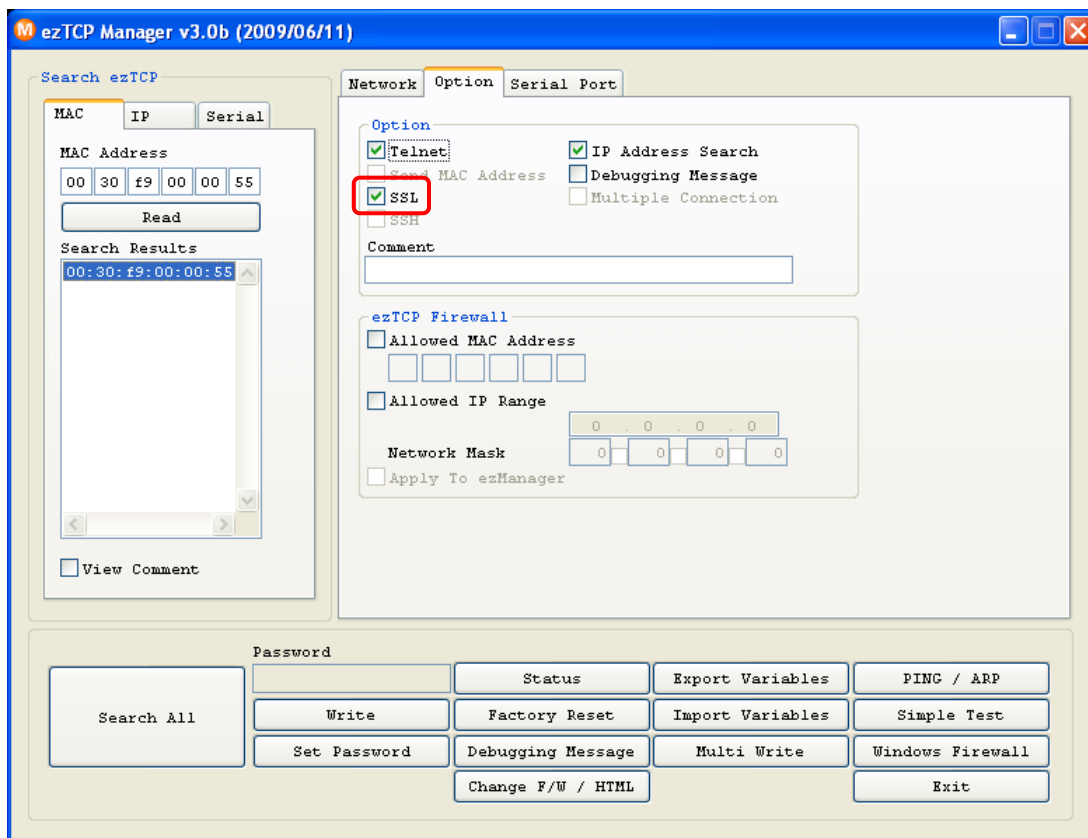 M ezTCP Manager v3.0b (2009/06/11)
Search ezTCP
MAC IP Serial
MAC Address
00 30 f9 00 00 55
Read
Search Results
00:30:f9:00:00:55
View Comment
Network Option Serial Port
Option
Telnet IP Address Search
Send MAC Address Debugging Message
SSL Multiple Connection
SSH
Comment
ezTCP Firewall
Allowed MAC Address
Allowed IP Range
0 . 0 . 0 . 0
Network Mask 0 0 0 0
Apply To ezManager
Password
Search All
Status Export Variables PING / ARP
Write Factory Reset Import Variables Simple Test
Set Password Debugging Message Multi Write Windows Firewall
Change F/W / HTML Exit